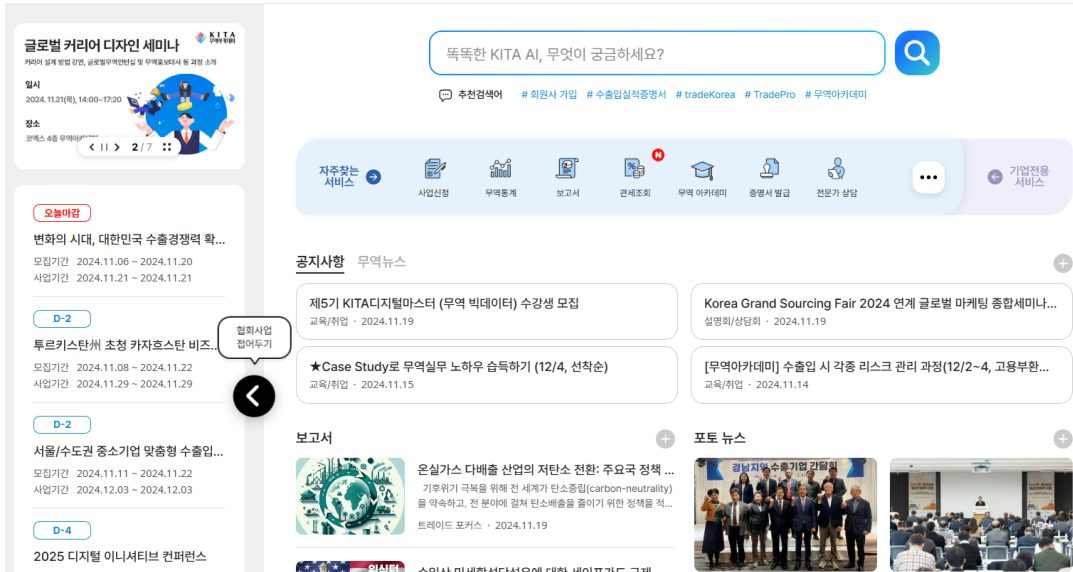 글로벌 커리어 디자인 세미나
KITA
무역아카데미
커리어 설계 방법 강연, 글로벌무역인턴십 및 무역홍보대사 등 과정 소개
일시
2024. 11.21(목), 14:00~17:20
장소
코엑스 4층 무역아카데미
2 / 7
오늘마감
변화의 시대, 대한민국 수출경쟁력 확...
모집기간 2024.11.06 ~ 2024.11.20
사업기간 2024.11.21 ~ 2024.11.21
D-2
투르키스탄州 초청 카자흐스탄 비즈...
모집기간 2024.11.08 ~ 2024.11.22
사업기간 2024.11.29 ~ 2024.11.29
D-2
서울/수도권 중소기업 맞춤형 수출입...
모집기간 2024.11.11 ~ 2024.11.22
사업기간 2024.12.03 ~ 2024.12.03
D-4
2025 디지털 이니셔티브 컨퍼런스
협회사업
접어두기
똑똑한 KITA AI, 무엇이 궁금하세요?
추천검색어 # 회원사 가입 # 수출입실적증명서 # tradeKorea # TradePro # 무역아카데미
자주찾는
서비스
사업신청
무역통계
보고서
N
관세조회
무역 아카데미
증명서 발급
전문가 상담
기업전용
서비스
공지사항 무역뉴스
제5기 KITA디지털마스터 (무역 빅데이터) 수강생 모집
교육/취업 · 2024.11.19
Korea Grand Sourcing Fair 2024 연계 글로벌 마케팅 종합세미나...
설명회/상담회 · 2024.11.19
★Case Study로 무역실무 노하우 습득하기 (12/4, 선착순)
교육/취업 · 2024.11.15
[무역아카데미] 수출입 시 각종 리스크 관리 과정(12/2~4, 고용부환...
교육/취업 · 2024.11.14
보고서
온실가스 다배출 산업의 저탄소 전환: 주요국 정책 ...
기후위기 극복을 위해 전 세계가 탄소중립(carbon-neutrality)
을 약속하고, 전 분야에 걸쳐 탄소배출을 줄이기 위한 정책을 적...
트레이드 포커스 · 2024.11.19
포토 뉴스
경남지역 수출기업 간담회